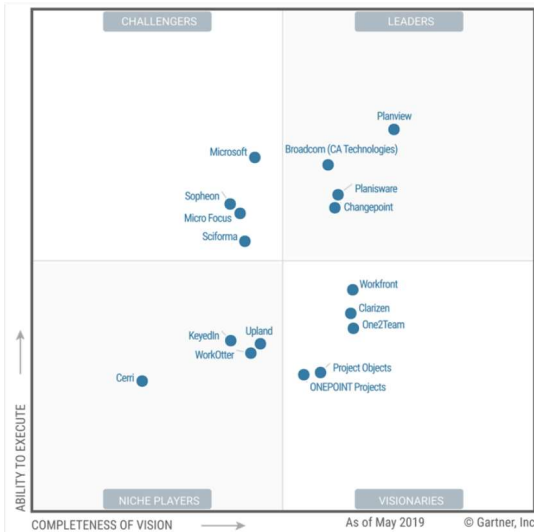 CHALLENGERS
LEADERS
Planview
Microsoft
Broadcom (CA Technologies)
Sopheon
Planisware
Micro Focus
Changepoint
Sciforma
Workfront
Clarizen
One2Team
KeyedIn
Upland
WorkOtter
Cerri
Project Objects
ONEPOINT Projects
ABILITY TO EXECUTE
NICHE PLAYERS
VISIONARIES
COMPLETENESS OF VISION
As of May 2019
© Gartner, Inc